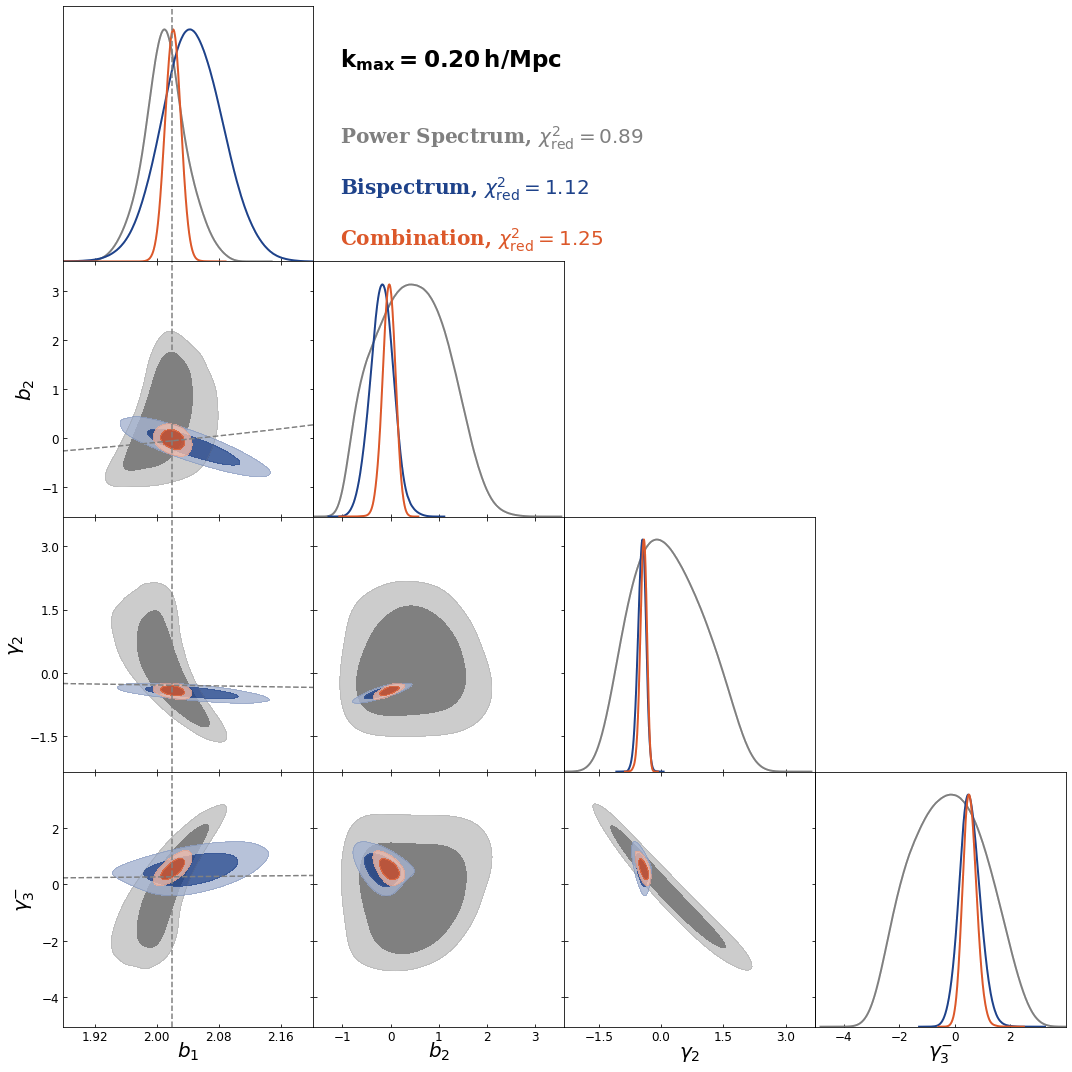 k_max = 0.20 h/Mpc
Power Spectrum, χ²_red = 0.89
Bispectrum, χ²_red = 1.12
Combination, χ²_red = 1.25
3
2
1
0
−1
b₂
3.0
1.5
0.0
−1.5
γ₂
2
0
−2
−4
γ₃⁻
1.92 2.00 2.08 2.16
−1 0 1 2 3
−1.5 0.0 1.5 3.0
−4 −2 0 2
b₁ b₂ γ₂ γ₃⁻